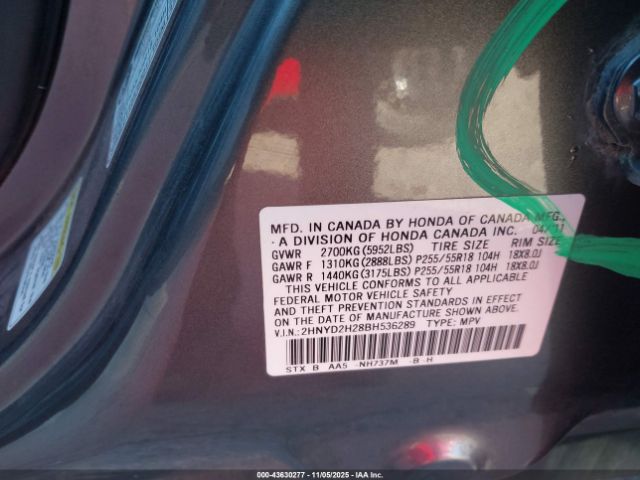 MFD. IN CANADA BY HONDA OF CANADA MFG.,
- A DIVISION OF HONDA CANADA INC. 04/11
GVWR 2700KG (5952LBS) TIRE SIZE RIM SIZE
GAWR F 1310KG (2888LBS) P255/55R18 104H 18X8.0J
GAWR R 1440KG (3175LBS) P255/55R18 104H 18X8.0J
THIS VEHICLE CONFORMS TO ALL APPLICABLE
FEDERAL MOTOR VEHICLE SAFETY
AND THEFT PREVENTION STANDARDS IN EFFECT
ON THE DATE OF MANUFACTURE SHOWN ABOVE.
V.I.N.: 2HNYD2H28BH536289 TYPE: MPV
STX B AA5 -NH737M -B -H
000-43630277 - 11/05/2025 - IAAI.COM